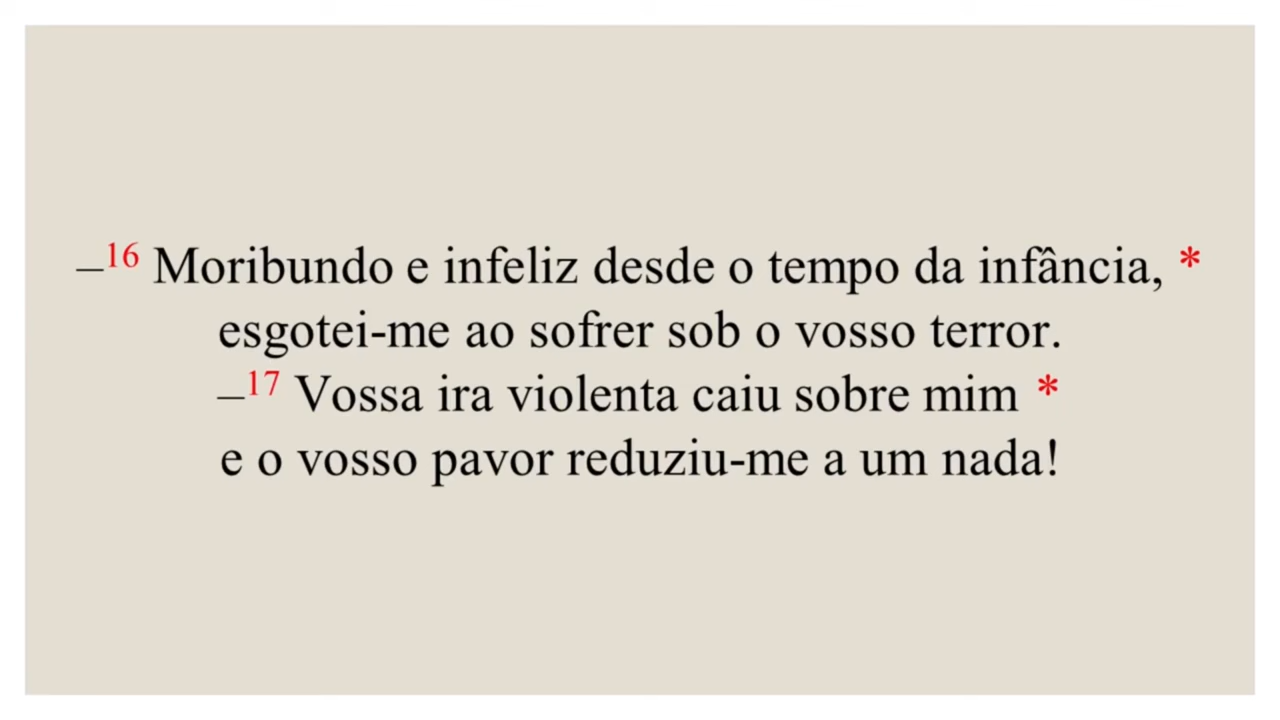 –16 Moribundo e infeliz desde o tempo da infância, *
esgotei-me ao sofrer sob o vosso terror.
–17 Vossa ira violenta caiu sobre mim *
e o vosso pavor reduziu-me a um nada!